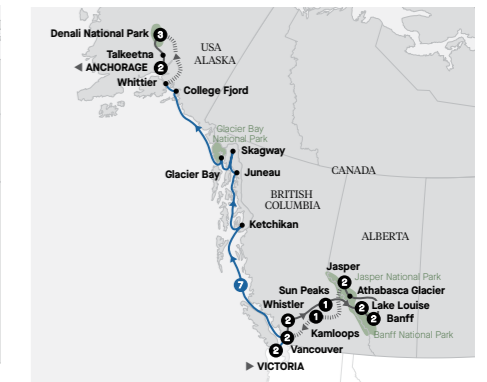 Denali National Park 3
USA
ALASKA
Talkeetna
◀ ANCHORAGE 2
Whittier
College Fjord
Glacier Bay
National Park
Skagway
Glacier Bay
Juneau
CANADA
BRITISH
COLUMBIA
Ketchikan
ALBERTA
7
Jasper
2
Jasper National Park
Sun Peaks
Athabasca Glacier
Whistler
1
2 Lake Louise
2
1
2 Banff
Kamloops
Banff National Park
2
Vancouver
2
▶ VICTORIA